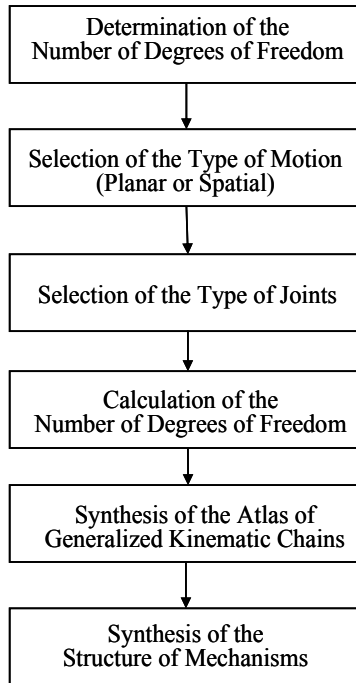 Determination of the
Number of Degrees of Freedom
Selection of the Type of Motion
(Planar or Spatial)
Selection of the Type of Joints
Calculation of the
Number of Degrees of Freedom
Synthesis of the Atlas of
Generalized Kinematic Chains
Synthesis of the
Structure of Mechanisms